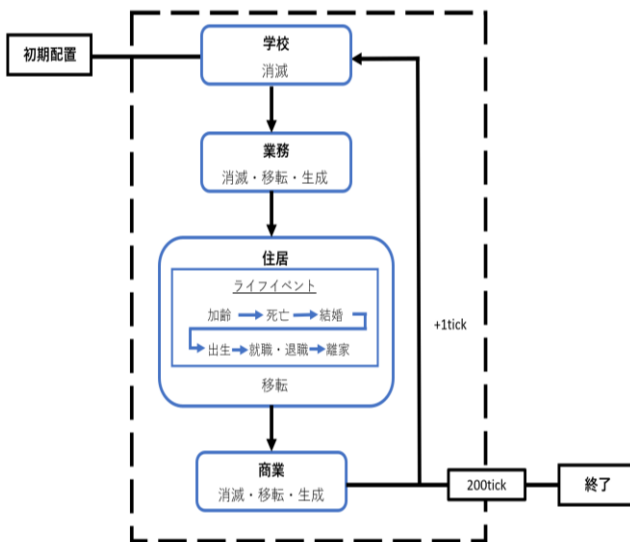 初期配置
学校
消滅
業務
消滅・移転・生成
住居
ライフイベント
加齢
死亡
結婚
出生
就職・退職
離家
移転
+1tick
商業
消滅・移転・生成
200tick
終了